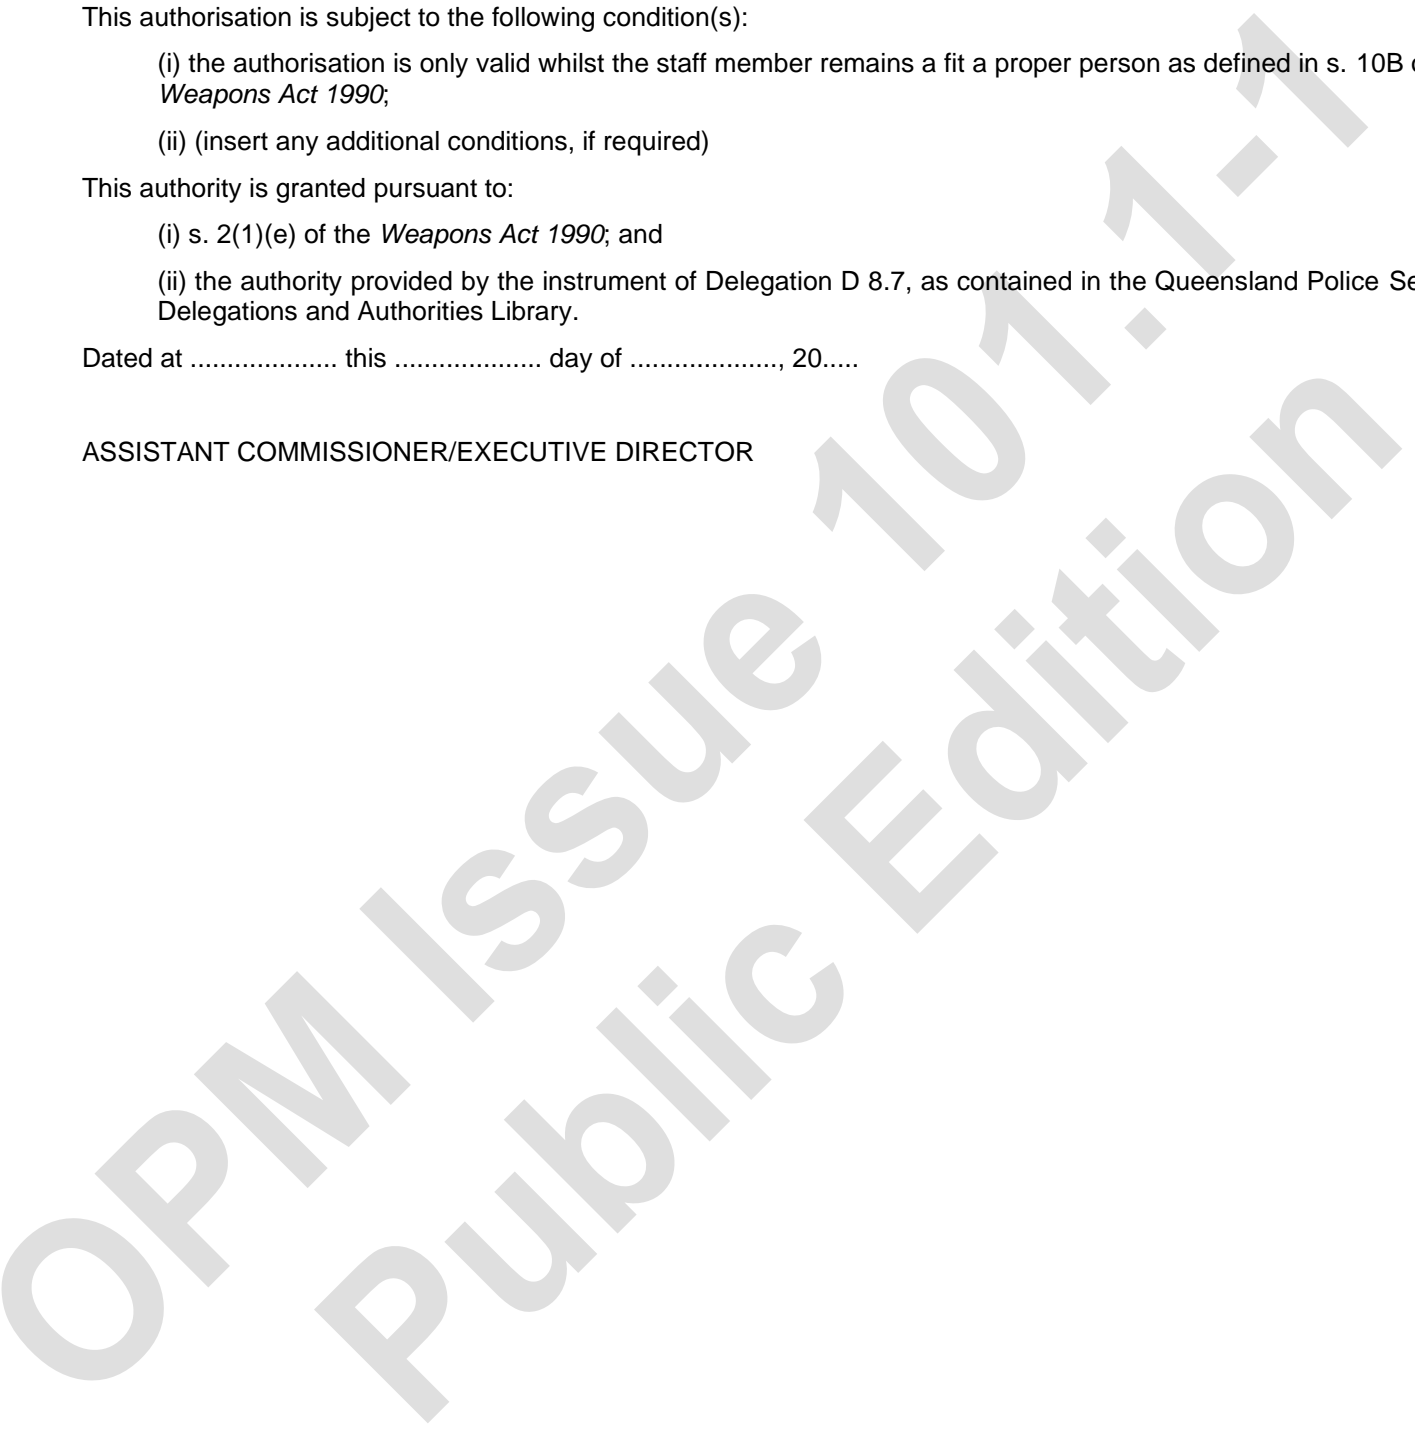 This authorisation is subject to the following condition(s):
(i) the authorisation is only valid whilst the staff member remains a fit a proper person as defined in s. 10B
Weapons Act 1990;
(ii) (insert any additional conditions, if required)
This authority is granted pursuant to:
(i) s. 2(1)(e) of the Weapons Act 1990; and
(ii) the authority provided by the instrument of Delegation D 8.7, as contained in the Queensland Police
Delegations and Authorities Library.
Dated at .................... this .................... day of ...................., 20.....
ASSISTANT COMMISSIONER/EXECUTIVE DIRECTOR
OPM Issue 101.1-1
Public Edition